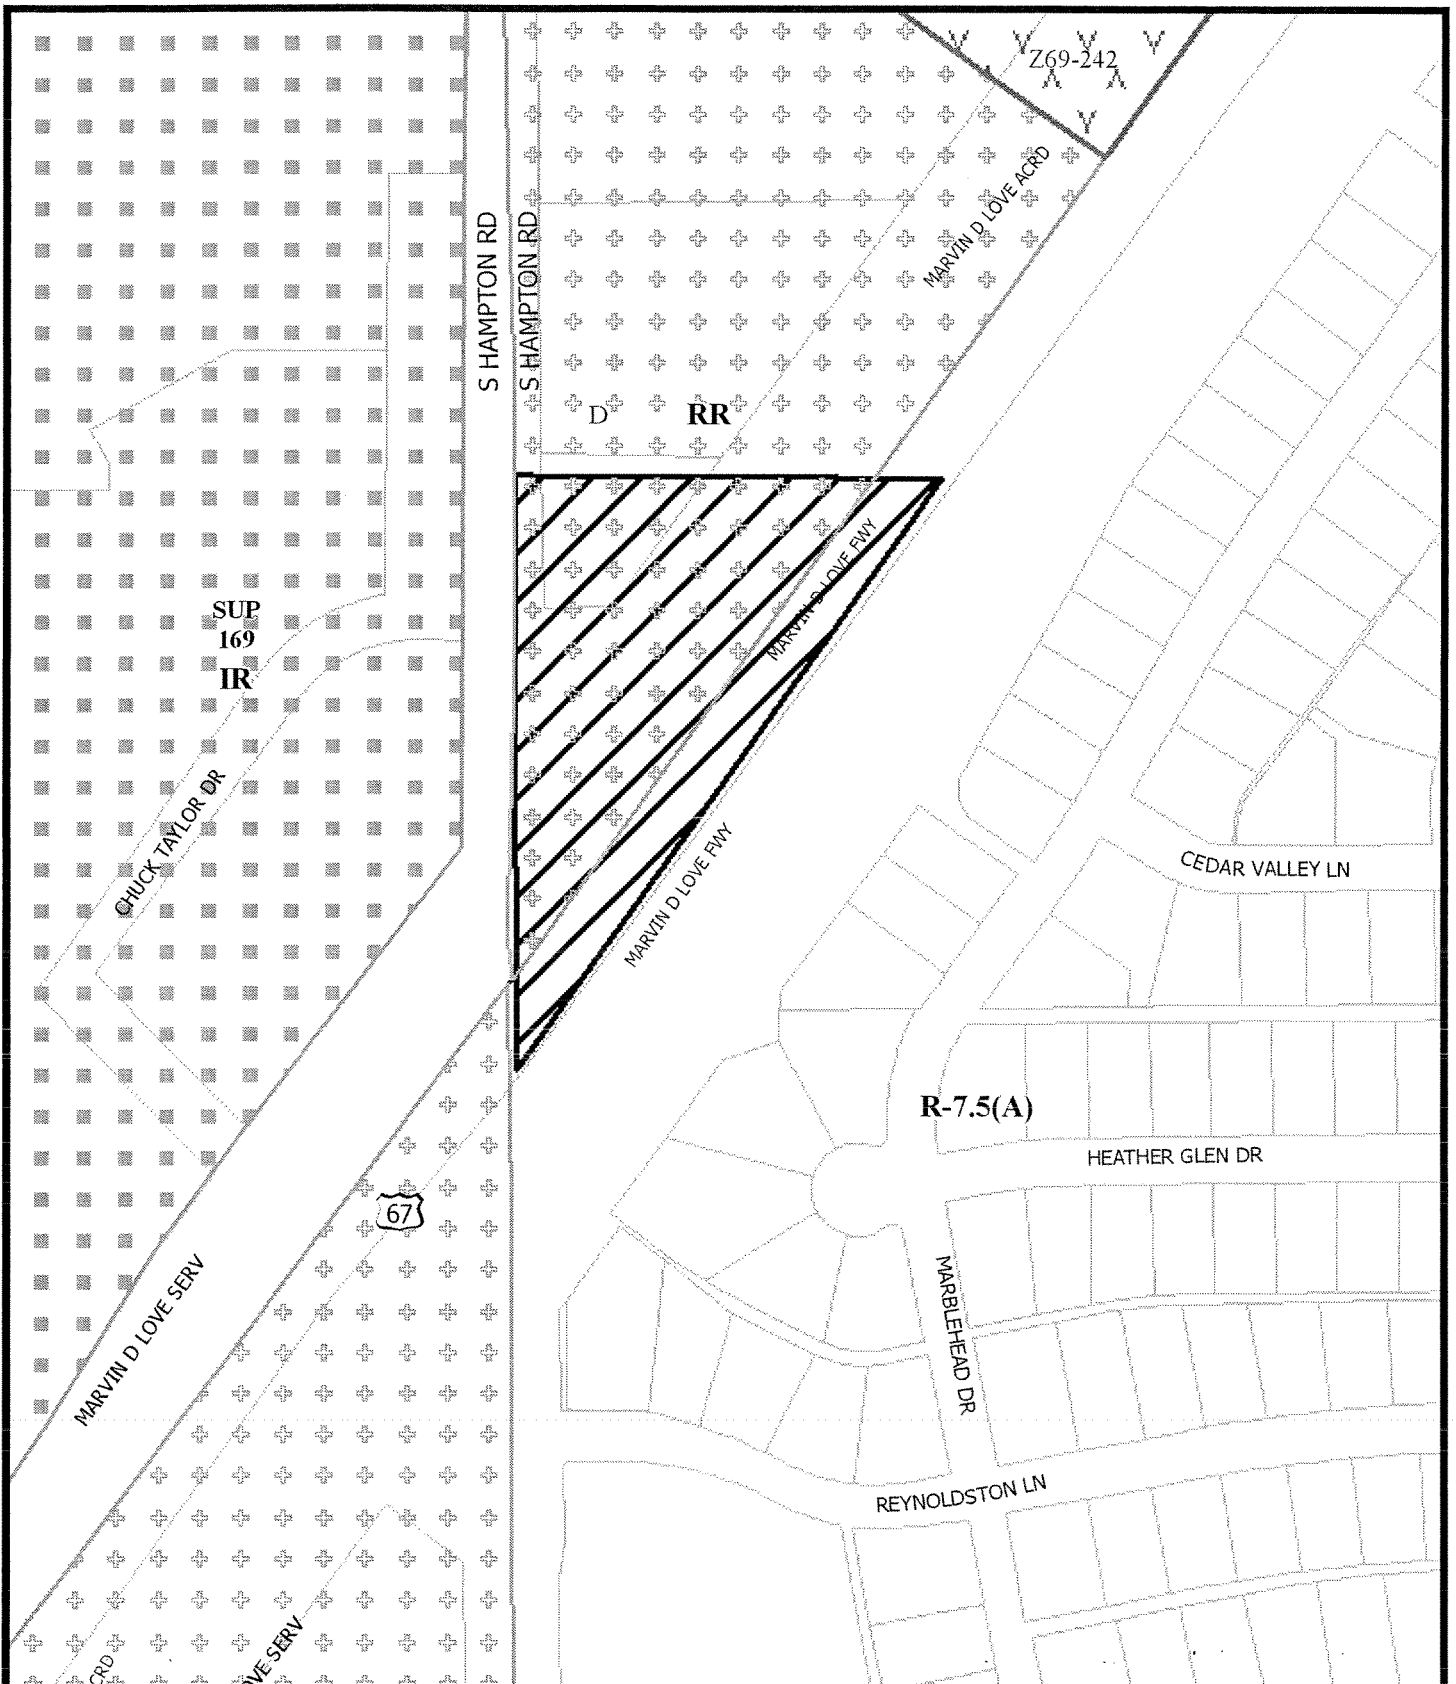 Z69-242
MARVIN D LOVE ACRD
S HAMPTON RD
S HAMPTON RD
D
RR
MARVIN D LOVE FWY
SUP
169
IR
CHUCK TAYLOR DR
MARVIN D LOVE FWY
CEDAR VALLEY LN
R-7.5(A)
HEATHER GLEN DR
67
MARVIN D LOVE SERV
MARBLEHEAD DR
REYNOLDSTON LN
OVE SERV
CRD